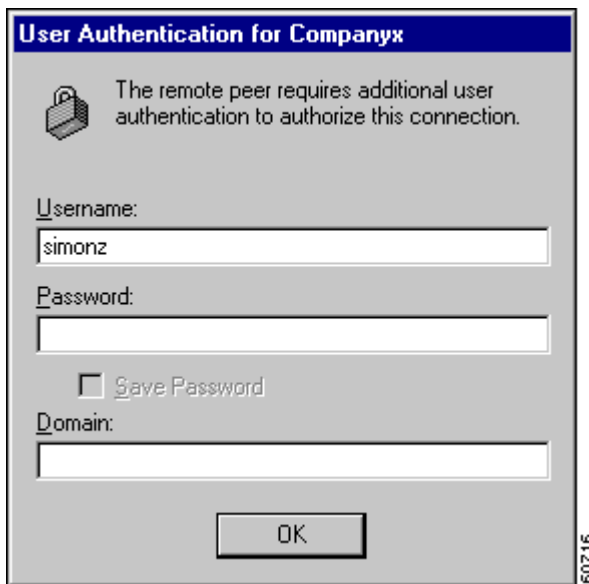 User Authentication for Companyx
The remote peer requires additional user
authentication to authorize this connection.
Username:
simonz
Password:
Save Password
Domain:
OK
60716